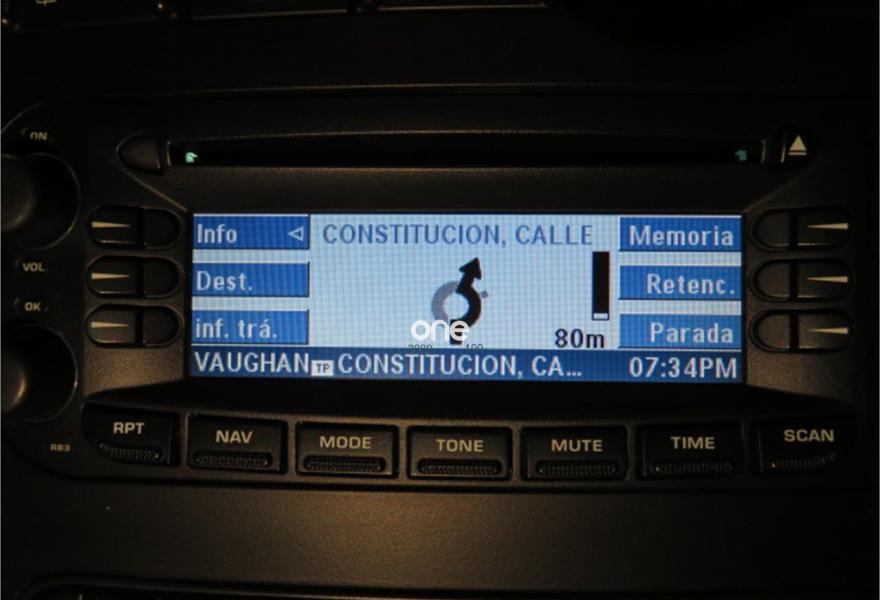 ON
Info
CONSTITUCION, CALLE
Memoria
VOL
Dest.
Retenc.
OK
inf. trá.
one
80m
Parada
VAUGHAN TP CONSTITUCION, CA...
07:34PM
RB3
RPT
NAV
MODE
TONE
MUTE
TIME
SCAN